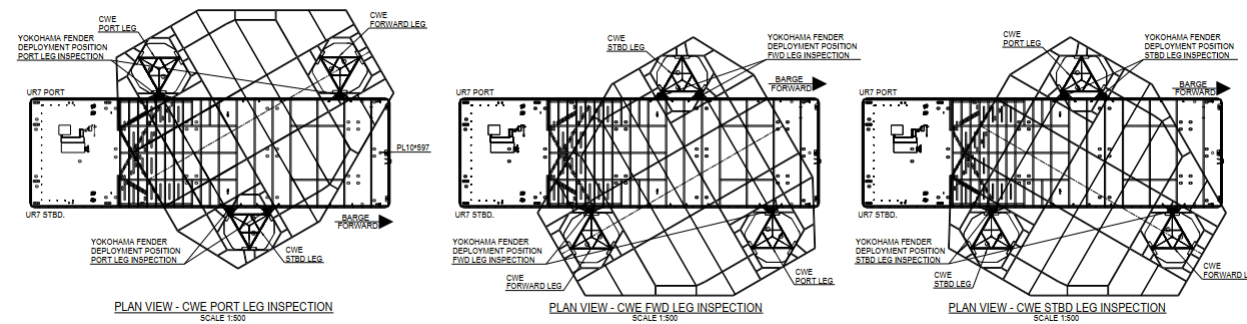 CWE
PORT LEG
CWE
FORWARD LEG
YOKOHAMA FENDER
DEPLOYMENT POSITION
PORT LEG INSPECTION
UR7 PORT
PL10*597
UR7 STBD.
BARGE
FORWARD
YOKOHAMA FENDER
DEPLOYMENT POSITION
PORT LEG INSPECTION
CWE
STBD LEG
PLAN VIEW - CWE PORT LEG INSPECTION
SCALE 1:500
CWE
STBD LEG
YOKOHAMA FENDER
DEPLOYMENT POSITION
FWD LEG INSPECTION
BARGE
FORWARD
UR7 PORT
UR7 STBD.
YOKOHAMA FENDER
DEPLOYMENT POSITION
FWD LEG INSPECTION
CWE
FORWARD LEG
CWE
PORT LEG
PLAN VIEW - CWE FWD LEG INSPECTION
SCALE 1:500
CWE
PORT LEG
YOKOHAMA FENDER
DEPLOYMENT POSITION
STBD LEG INSPECTION
BARGE
FORWARD
UR7 PORT
UR7 STBD.
YOKOHAMA FENDER
DEPLOYMENT POSITION
STBD LEG INSPECTION
CWE
STBD LEG
CWE
FORWARD L
PLAN VIEW - CWE STBD LEG INSPECTION
SCALE 1:500